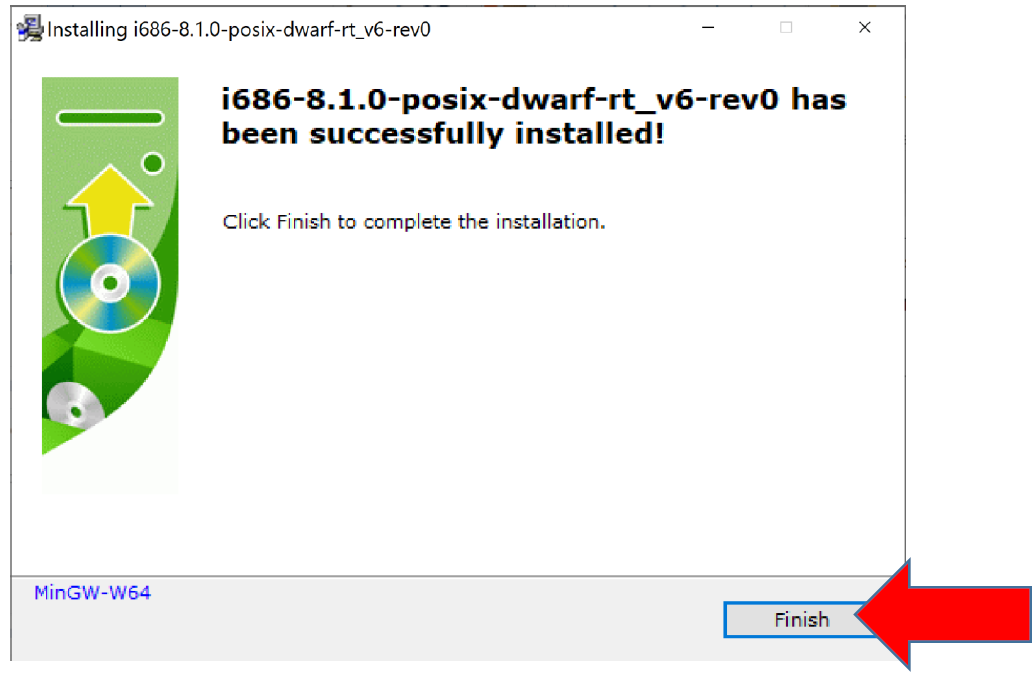 Installing i686-8.1.0-posix-dwarf-rt_v6-rev0
i686-8.1.0-posix-dwarf-rt_v6-rev0 has
been successfully installed!
Click Finish to complete the installation.
MinGW-W64
Finish